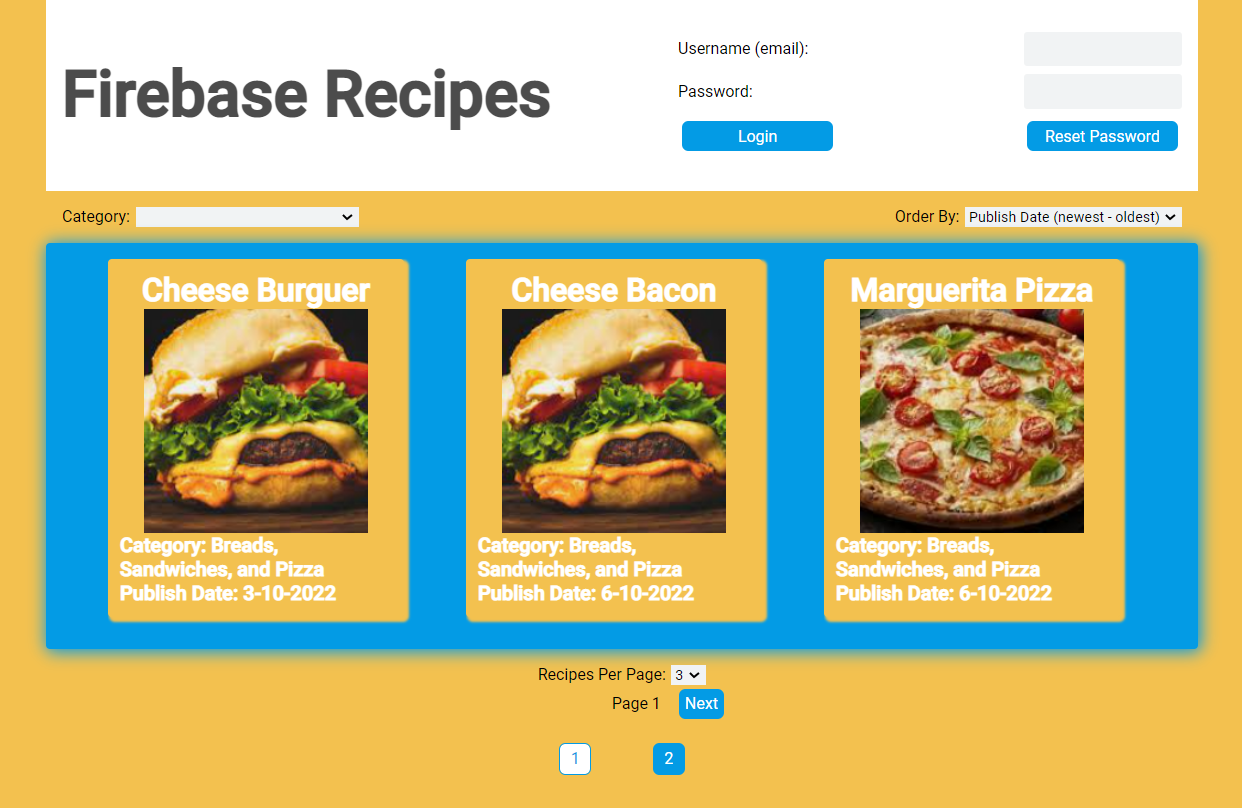 Firebase Recipes
Username (email):
Password:
Login
Reset Password
Category:
Order By: Publish Date (newest - oldest)
Cheese Burguer
Category: Breads,
Sandwiches, and Pizza
Publish Date: 3-10-2022
Cheese Bacon
Category: Breads,
Sandwiches, and Pizza
Publish Date: 6-10-2022
Marguerita Pizza
Category: Breads,
Sandwiches, and Pizza
Publish Date: 6-10-2022
Recipes Per Page: 3
Page 1 Next
1 2